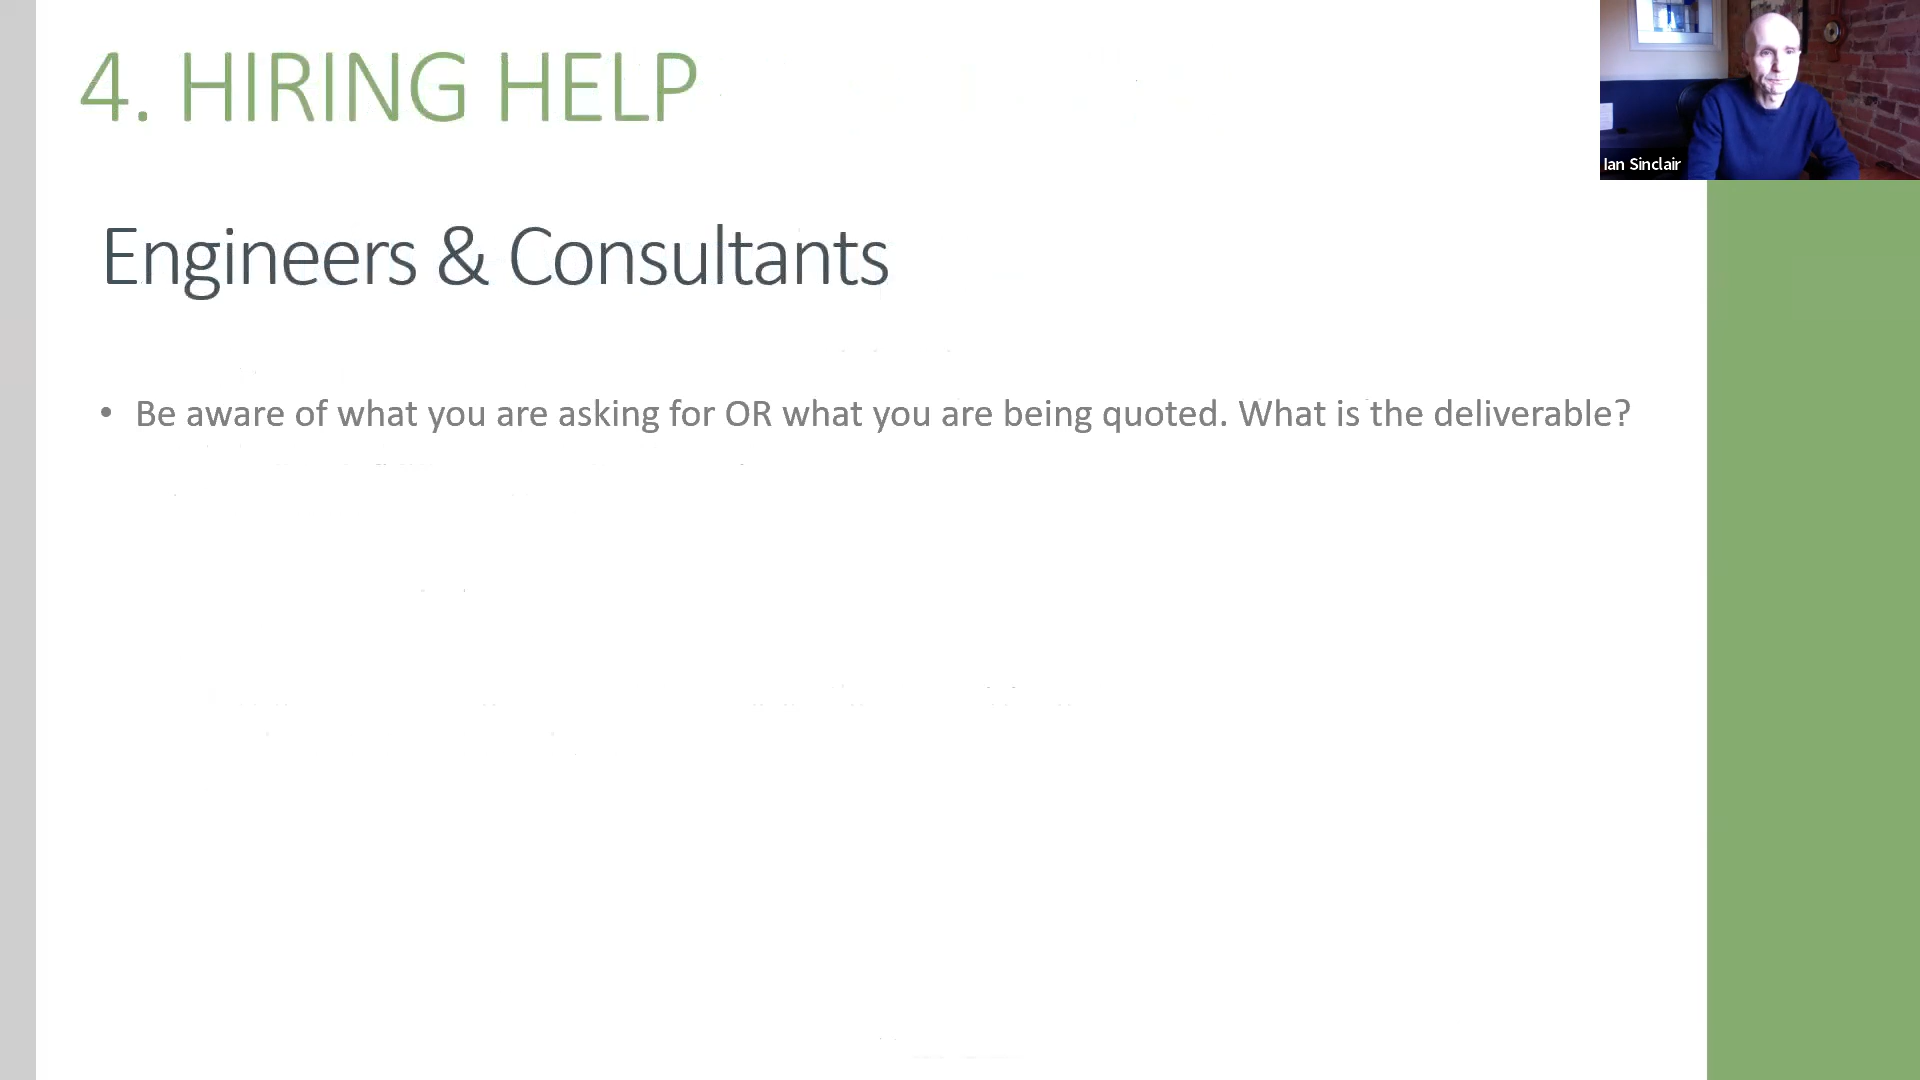 4. HIRING HELP
Ian Sinclair
Engineers & Consultants
• Be aware of what you are asking for OR what you are being quoted. What is the deliverable?